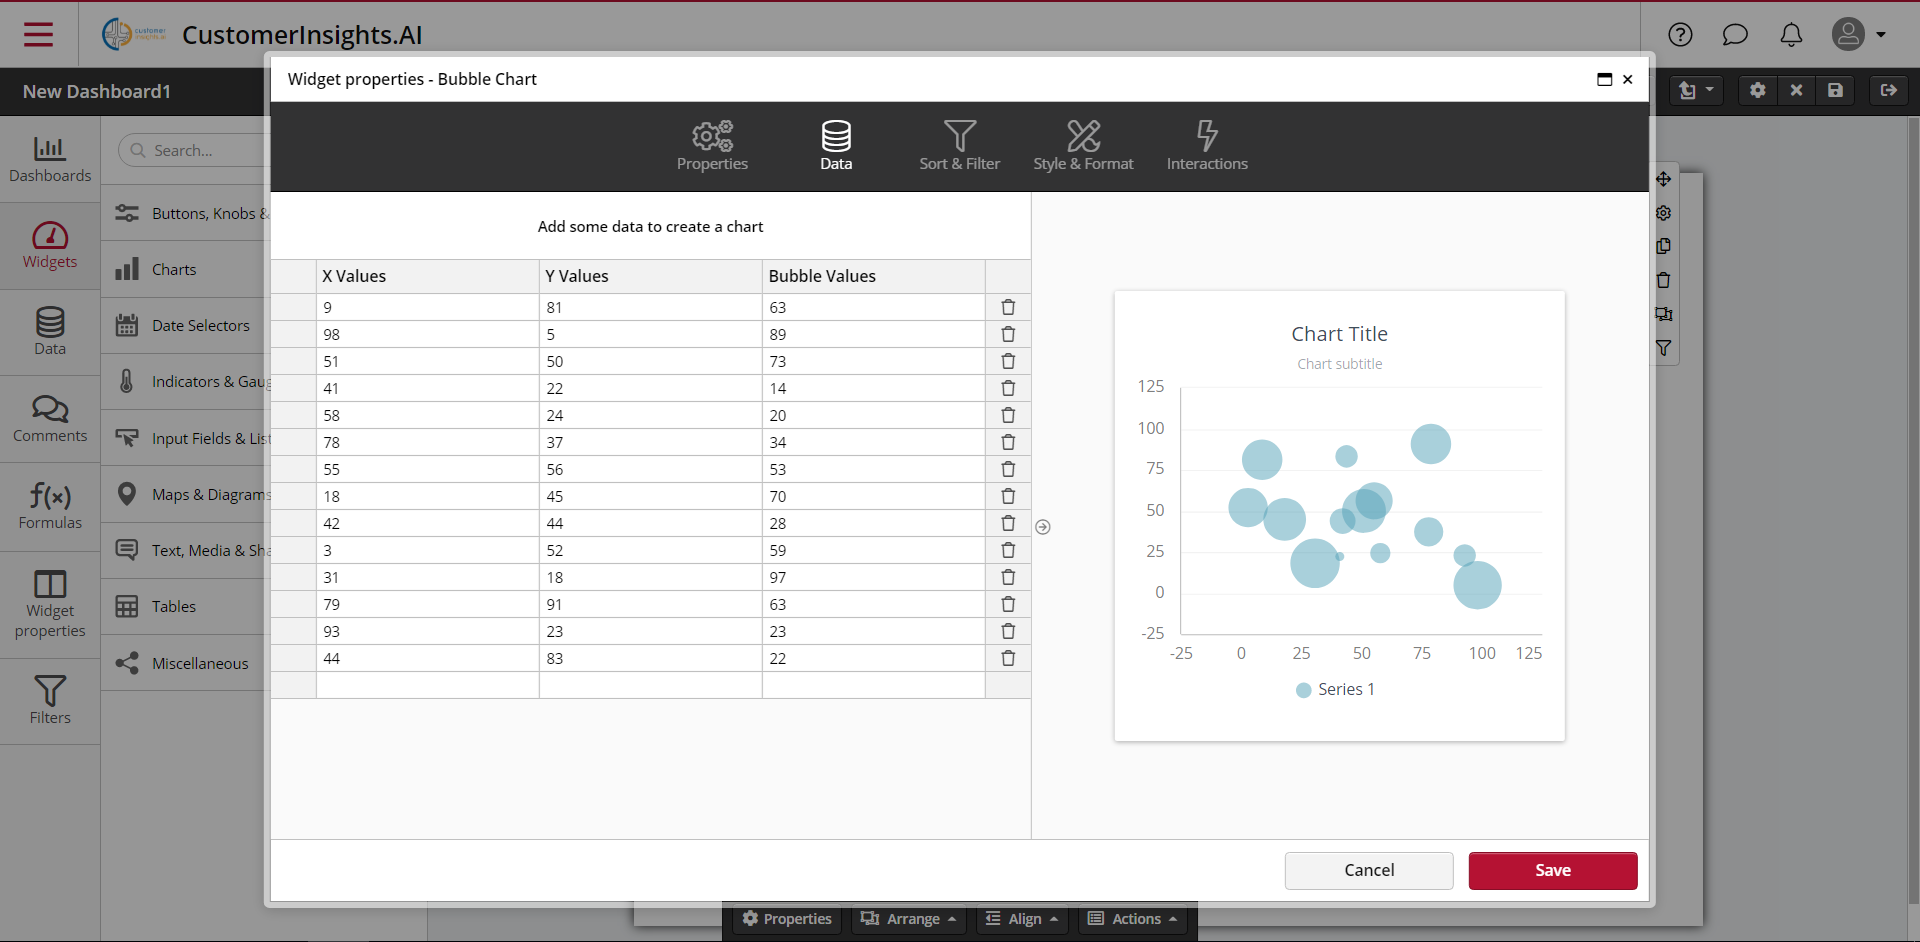 customer
insights.ai
CustomerInsights.AI
New Dashboard1
Widget properties - Bubble Chart
Properties
Data
Sort & Filter
Style & Format
Interactions
Dashboards
Widgets
Data
Comments
Formulas
Widget
properties
Filters
Search...
Buttons, Knobs &
Charts
Date Selectors
Indicators & Gau
Input Fields & List
Maps & Diagrams
Text, Media & Sha
Tables
Miscellaneous
Add some data to create a chart
X Values Y Values Bubble Values
9 81 63
98 5 89
51 50 73
41 22 14
58 24 20
78 37 34
55 56 53
18 45 70
42 44 28
3 52 59
31 18 97
79 91 63
93 23 23
44 83 22
Chart Title
Chart subtitle
125
100
75
50
25
0
-25
-25 0 25 50 75 100 125
Series 1
Cancel
Save
Properties
Arrange
Align
Actions